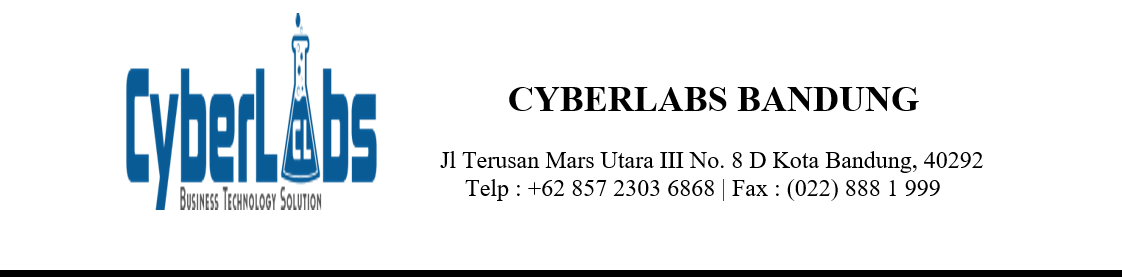 CyberLabs
CL
Business Technology Solution
CYBERLABS BANDUNG
Jl Terusan Mars Utara III No. 8 D Kota Bandung, 40292
Telp : +62 857 2303 6868 | Fax : (022) 888 1 999